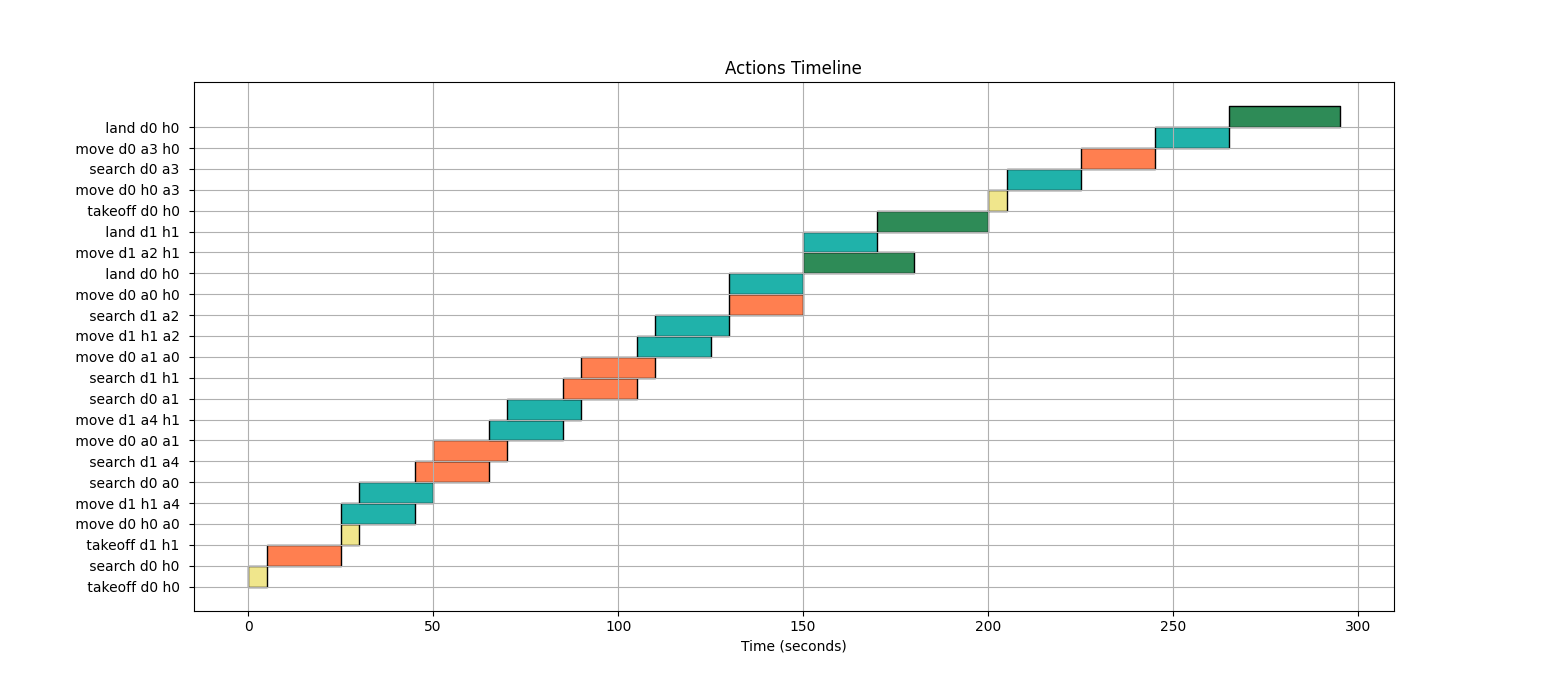 Actions Timeline
land d0 h0
move d0 a3 h0
search d0 a3
move d0 h0 a3
takeoff d0 h0
land d1 h1
move d1 a2 h1
land d0 h0
move d0 a0 h0
search d1 a2
move d1 h1 a2
move d0 a1 a0
search d1 h1
search d0 a1
move d1 a4 h1
move d0 a0 a1
search d1 a4
search d0 a0
move d1 h1 a4
move d0 h0 a0
takeoff d1 h1
search d0 h0
takeoff d0 h0
0 50 100 150 200 250 300
Time (seconds)